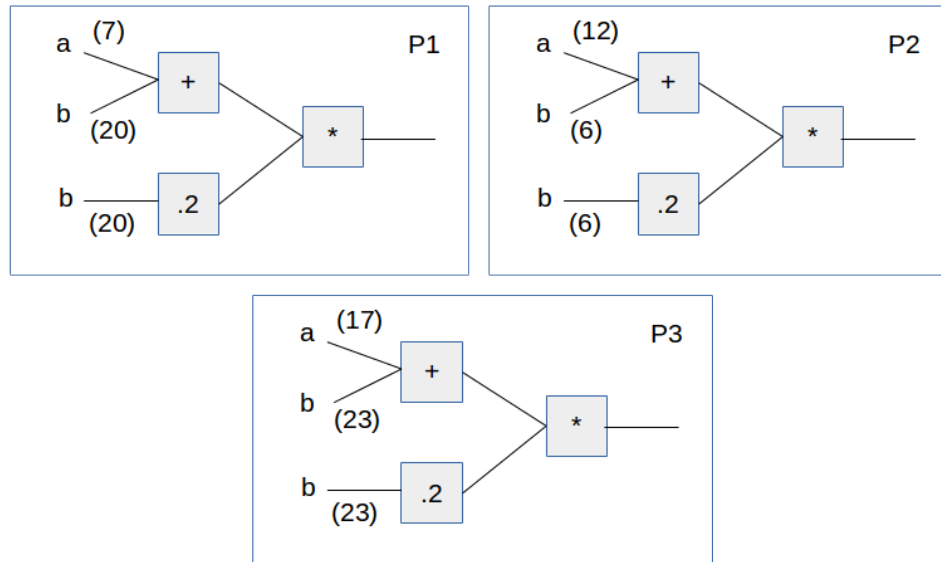 a (7) P1
+
b (20)
*
b (20) .2
a (12) P2
+
b (6)
*
b (6) .2
a (17) P3
+
b (23)
*
b (23) .2